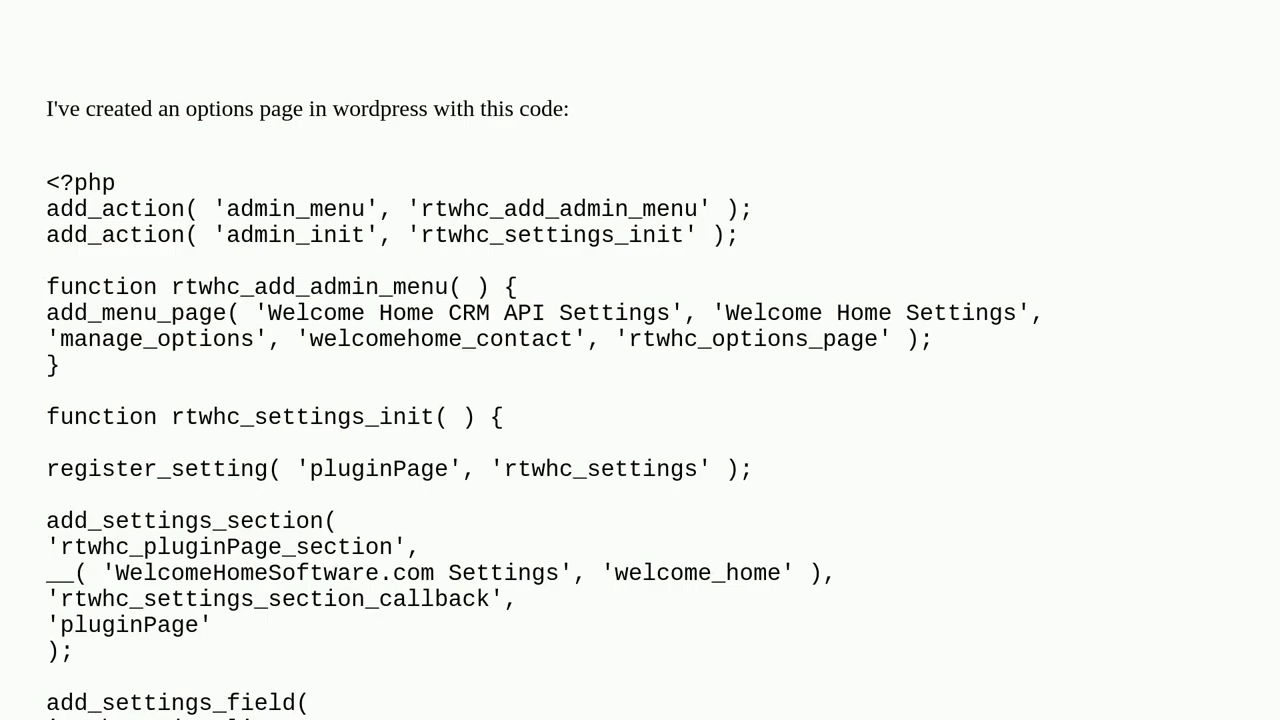 I've created an options page in wordpress with this code:
<?php
add_action( 'admin_menu', 'rtwhc_add_admin_menu' );
add_action( 'admin_init', 'rtwhc_settings_init' );
function rtwhc_add_admin_menu( ) {
add_menu_page( 'Welcome Home CRM API Settings', 'Welcome Home Settings',
'manage_options', 'welcomehome_contact', 'rtwhc_options_page' );
}
function rtwhc_settings_init( ) {
register_setting( 'pluginPage', 'rtwhc_settings' );
add_settings_section(
'rtwhc_pluginPage_section',
__( 'WelcomeHomeSoftware.com Settings', 'welcome_home' ),
'rtwhc_settings_section_callback',
'pluginPage'
);
add_settings_field(